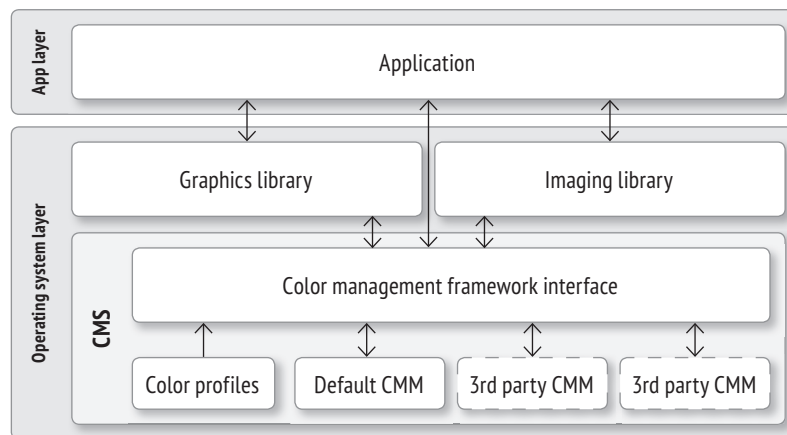 App layer
Application
Operating system layer
Graphics library
Imaging library
CMS
Color management framework interface
Color profiles
Default CMM
3rd party CMM
3rd party CMM